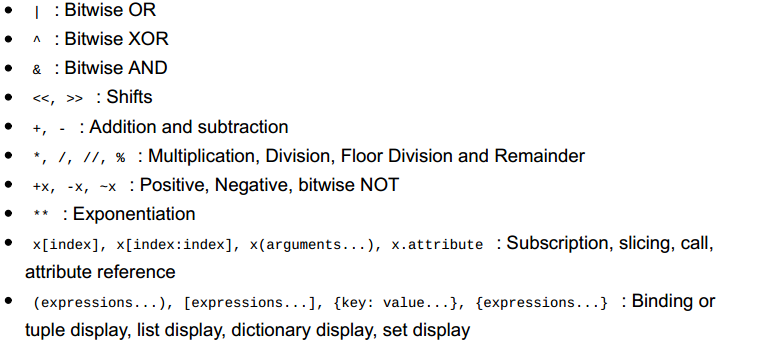 • | : Bitwise OR
• ^ : Bitwise XOR
• & : Bitwise AND
• <<, >> : Shifts
• +, - : Addition and subtraction
• *, /, //, % : Multiplication, Division, Floor Division and Remainder
• +x, -x, ~x : Positive, Negative, bitwise NOT
• ** : Exponentiation
• x[index], x[index:index], x(arguments...), x.attribute : Subscription, slicing, call,
attribute reference
• (expressions...), [expressions...], {key: value...}, {expressions...} : Binding or
tuple display, list display, dictionary display, set display